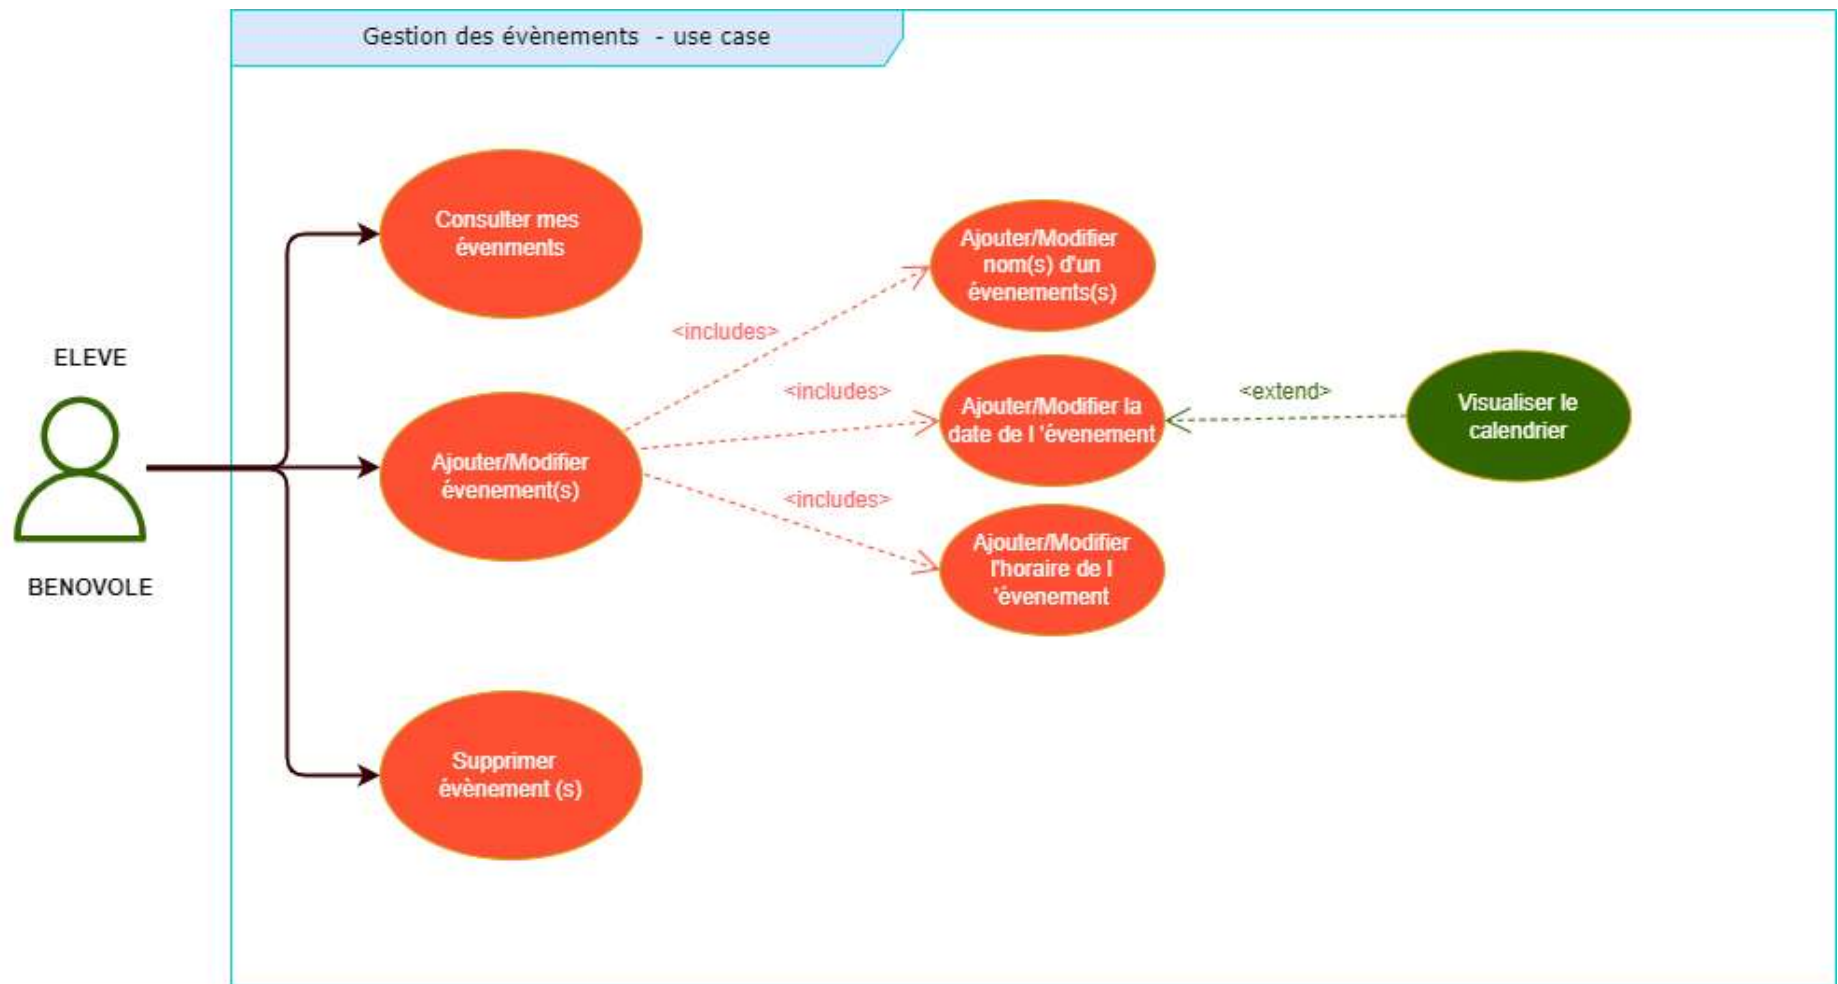 Gestion des évènements - use case
Consulter mes
évenments
Ajouter/Modifier
nom(s) d'un
évenements(s)
<includes>
ELEVE
<includes>
Ajouter/Modifier la
date de l 'évenement
<extend>
Visualiser le
calendrier
Ajouter/Modifier
évenement(s)
<includes>
Ajouter/Modifier
l'horaire de l
'évenement
BENOVOLE
Supprimer
évènement (s)